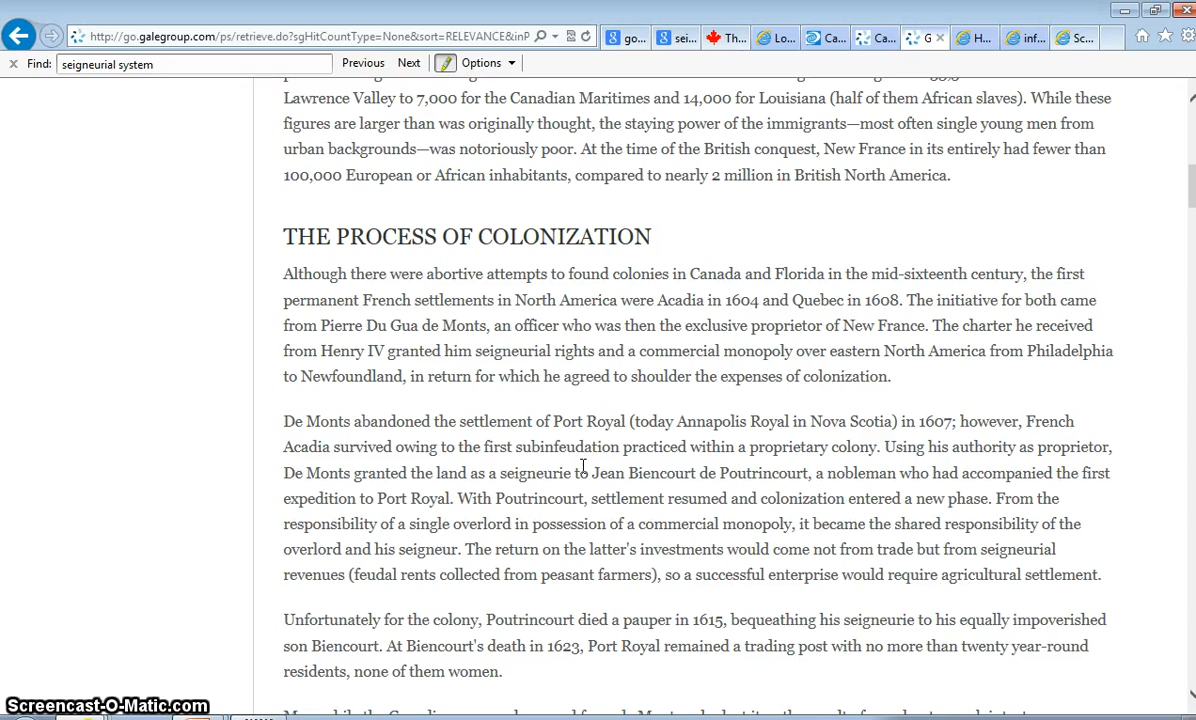 http://go.galegroup.com/ps/retrieve.do?sgHitCountType=None&sort=RELEVANCE&inP
go...
sei...
Th...
Lo...
Ca...
Ca...
G
H...
inf...
Sc...
Find: seigneurial system Previous Next Options
Lawrence Valley to 7,000 for the Canadian Maritimes and 14,000 for Louisiana (half of them African slaves). While these
figures are larger than was originally thought, the staying power of the immigrants—most often single young men from
urban backgrounds—was notoriously poor. At the time of the British conquest, New France in its entirely had fewer than
100,000 European or African inhabitants, compared to nearly 2 million in British North America.
THE PROCESS OF COLONIZATION
Although there were abortive attempts to found colonies in Canada and Florida in the mid-sixteenth century, the first
permanent French settlements in North America were Acadia in 1604 and Quebec in 1608. The initiative for both came
from Pierre Du Gua de Monts, an officer who was then the exclusive proprietor of New France. The charter he received
from Henry IV granted him seigneurial rights and a commercial monopoly over eastern North America from Philadelphia
to Newfoundland, in return for which he agreed to shoulder the expenses of colonization.
De Monts abandoned the settlement of Port Royal (today Annapolis Royal in Nova Scotia) in 1607; however, French
Acadia survived owing to the first subinfeudation practiced within a proprietary colony. Using his authority as proprietor,
De Monts granted the land as a seigneurie to Jean Biencourt de Poutrincourt, a nobleman who had accompanied the first
expedition to Port Royal. With Poutrincourt, settlement resumed and colonization entered a new phase. From the
responsibility of a single overlord in possession of a commercial monopoly, it became the shared responsibility of the
overlord and his seigneur. The return on the latter's investments would come not from trade but from seigneurial
revenues (feudal rents collected from peasant farmers), so a successful enterprise would require agricultural settlement.
Unfortunately for the colony, Poutrincourt died a pauper in 1615, bequeathing his seigneurie to his equally impoverished
son Biencourt. At Biencourt's death in 1623, Port Royal remained a trading post with no more than twenty year-round
residents, none of them women.
Screencast-O-Matic.com